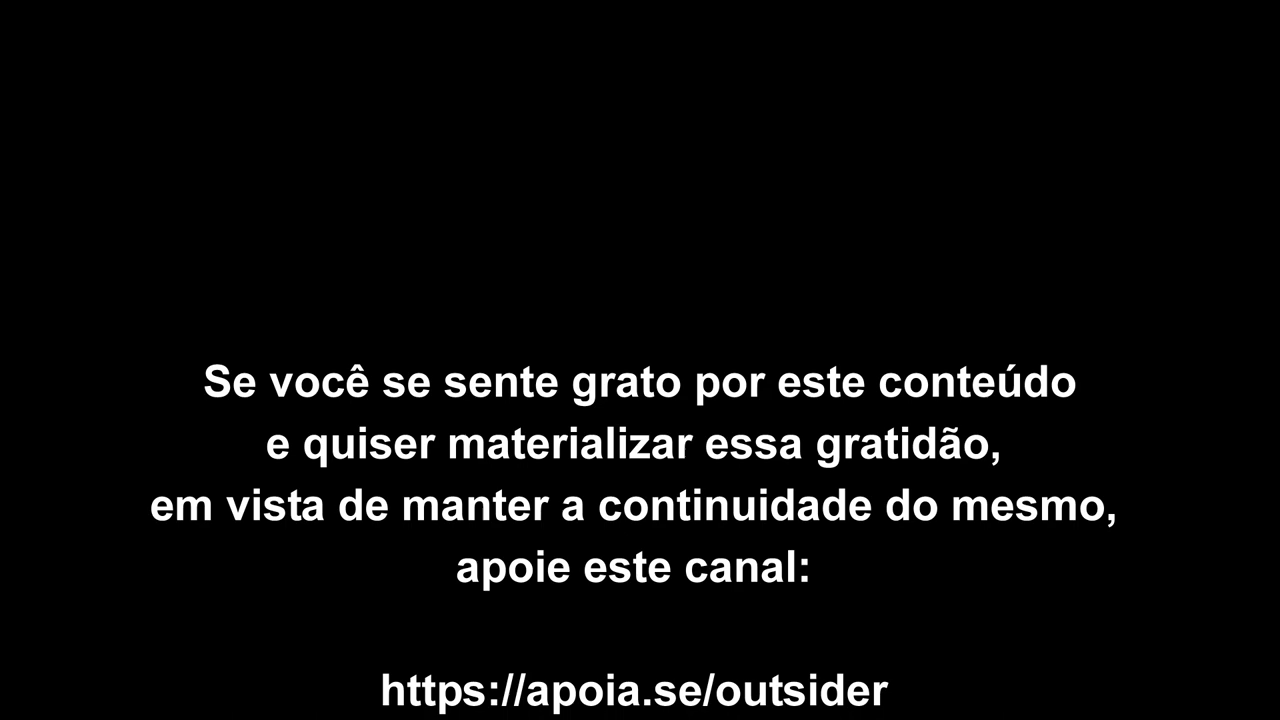 Se você se sente grato por este conteúdo
e quiser materializar essa gratidão,
em vista de manter a continuidade do mesmo,
apoie este canal:
https://apoia.se/outsider